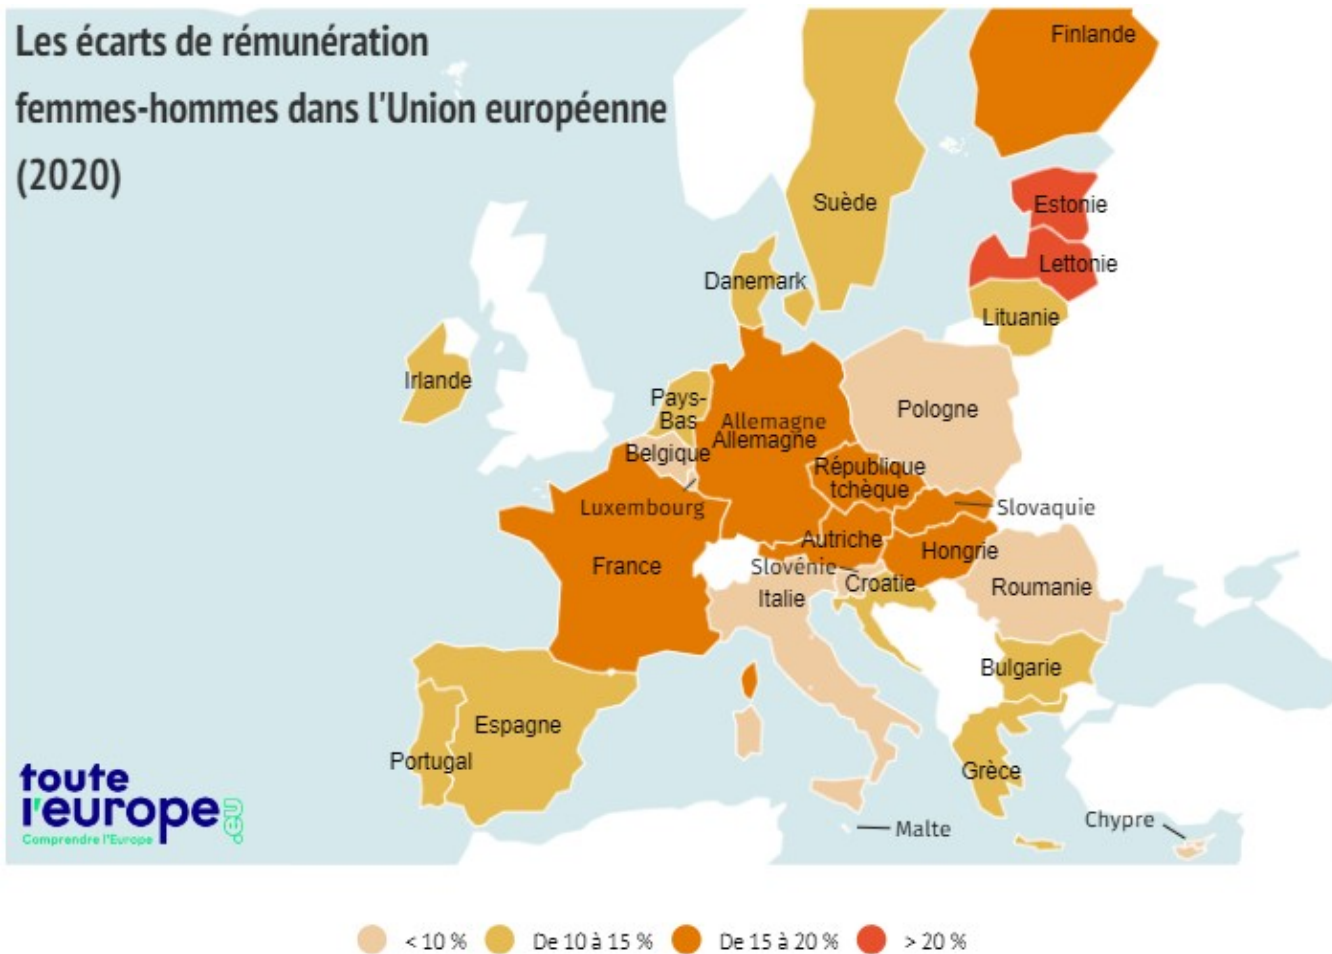 Les écarts de rémunération
femmes-hommes dans l'Union européenne
(2020)
Finlande
Suède
Estonie
Lettonie
Danemark
Lituanie
Irlande
Pays-
Bas
Pologne
Allemagne
Allemagne
Belgique
République
tchèque
Luxembourg
Slovaquie
Autriche
Hongrie
France
Slovénie
Croatie
Italie
Roumanie
Bulgarie
Espagne
Portugal
Grèce
Malte
Chypre
toute
l'europe.eu
Comprendre l'Europe
< 10 %
De 10 à 15 %
De 15 à 20 %
> 20 %